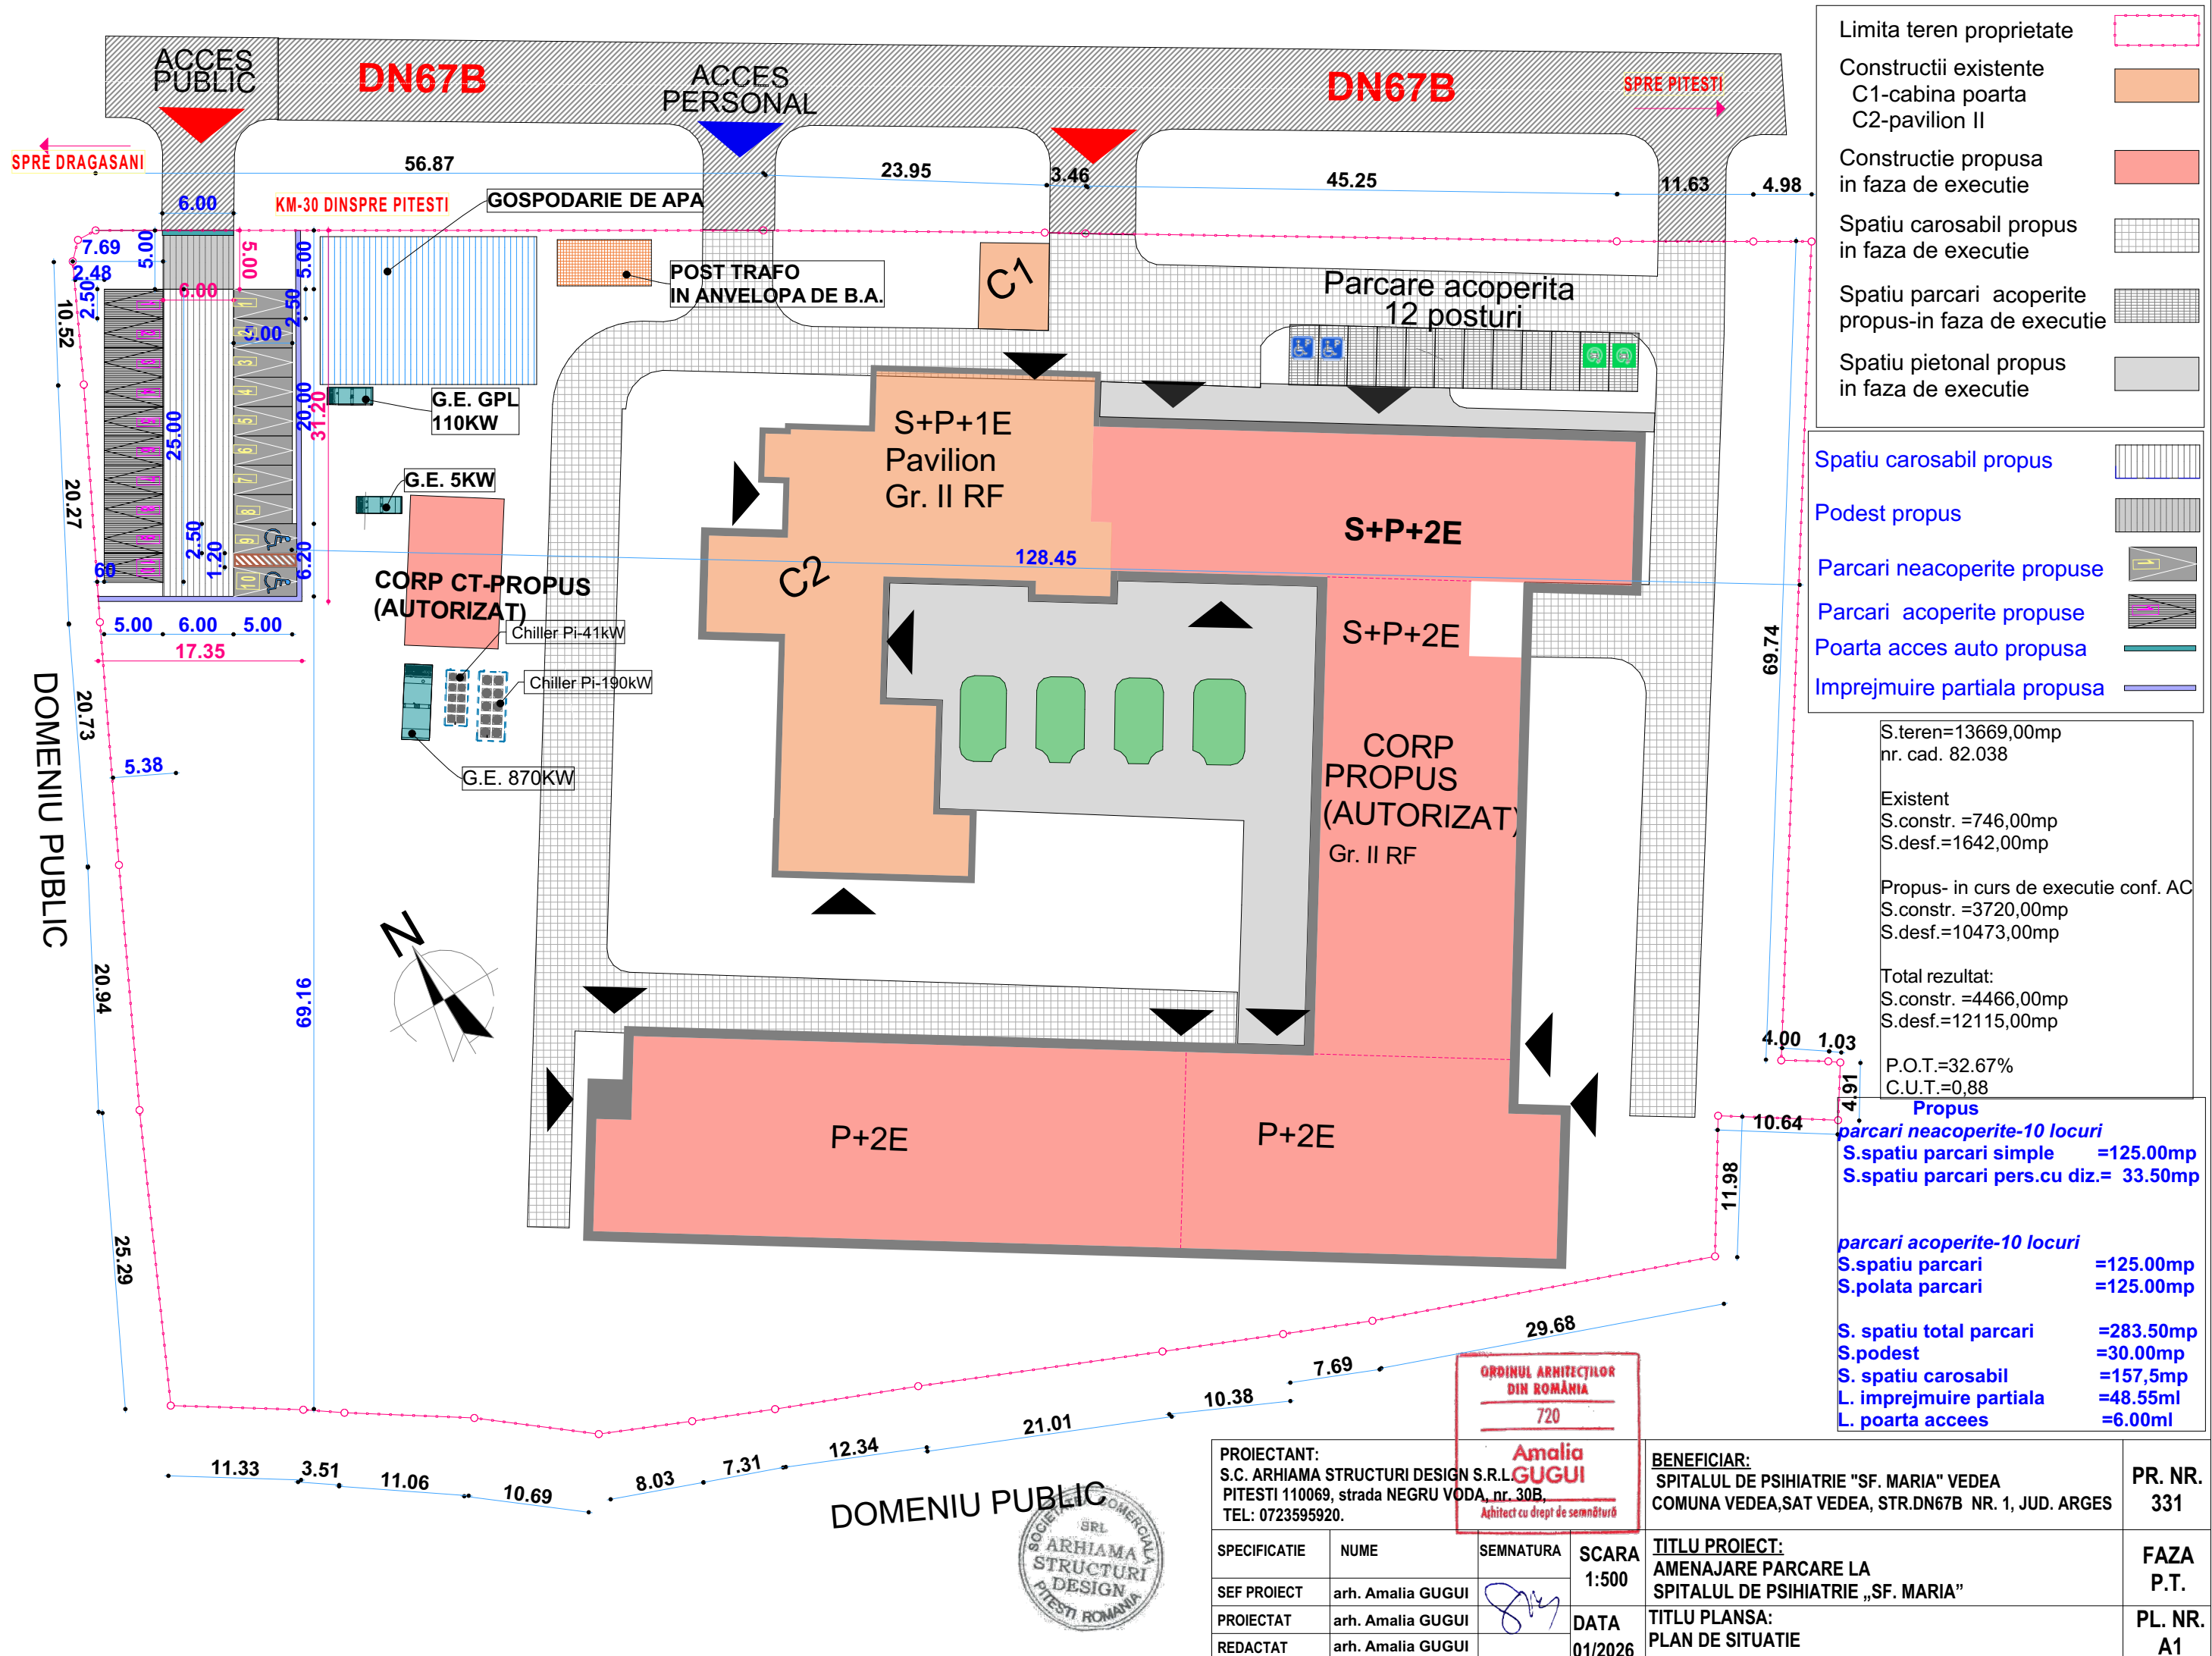 ACCES
PUBLIC
DN67B
ACCES
PERSONAL
DN67B
SPRE PITESTI
SPRE DRAGASANI
56.87
23.95
3.46
45.25
11.63
4.98
6.00
KM-30 DINSPRE PITESTI
GOSPODARIE DE APA
7.69
5.00
5.00
5.00
2.48
2.50
6.00
2.50
5.00
10.52
POST TRAFO
IN ANVELOPA DE B.A.
C1
Parcare acoperita
12 posturi
1
2
3
4
5
6
7
8
9
10
25.00
20.00
31.20
G.E. GPL
110KW
G.E. 5KW
20.27
2.50
1.20
6.20
60
S+P+1E
Pavilion
Gr. II RF
C2
128.45
S+P+2E
S+P+2E
CORP CT-PROPUS
(AUTORIZAT)
Chiller Pi-41kW
Chiller Pi-190kW
G.E. 870KW
5.00
6.00
5.00
17.35
DOMENIU PUBLIC
20.73
5.38
69.74
CORP
PROPUS
(AUTORIZAT)
Gr. II RF
20.94
69.16
N
25.29
P+2E
P+2E
4.00
1.03
4.91
10.64
11.98
29.68
7.69
10.38
21.01
12.34
7.31
8.03
10.69
11.06
3.51
11.33
DOMENIU PUBLIC
Limita teren proprietate
Constructii existente
C1-cabina poarta
C2-pavilion II
Constructie propusa
in faza de executie
Spatiu carosabil propus
in faza de executie
Spatiu parcari acoperite
propus-in faza de executie
Spatiu pietonal propus
in faza de executie
Spatiu carosabil propus
Podest propus
Parcari neacoperite propuse
1
Parcari acoperite propuse
1
Poarta acces auto propusa
Imprejmuire partiala propusa
S.teren=13669,00mp
nr. cad. 82.038
Existent
S.constr. =746,00mp
S.desf.=1642,00mp
Propus- in curs de executie conf. AC
S.constr. =3720,00mp
S.desf.=10473,00mp
Total rezultat:
S.constr. =4466,00mp
S.desf.=12115,00mp
P.O.T.=32.67%
C.U.T.=0,88
Propus
parcari neacoperite-10 locuri
S.spatiu parcari simple =125.00mp
S.spatiu parcari pers.cu diz.= 33.50mp
parcari acoperite-10 locuri
S.spatiu parcari =125.00mp
S.polata parcari =125.00mp
S. spatiu total parcari =283.50mp
S.podest =30.00mp
S. spatiu carosabil =157,5mp
L. imprejmuire partiala =48.55ml
L. poarta accees =6.00ml
ORDINUL ARHITECȚILOR
DIN ROMÂNIA
720
Amalia
GUGUI
Arhitect cu drept de semnătură
SOCIETATEA COMERCIALA
SRL
ARHIAMA
STRUCTURI
DESIGN
PITESTI ROMANIA
PROIECTANT:
S.C. ARHIAMA STRUCTURI DESIGN S.R.L.
PITESTI 110069, strada NEGRU VODA, nr. 30B,
TEL: 0723595920.
BENEFICIAR:
SPITALUL DE PSIHIATRIE "SF. MARIA" VEDEA
COMUNA VEDEA,SAT VEDEA, STR.DN67B NR. 1, JUD. ARGES
PR. NR.
331
SPECIFICATIE
NUME
SEMNATURA
SCARA
1:500
TITLU PROIECT:
AMENAJARE PARCARE LA
SPITALUL DE PSIHIATRIE „SF. MARIA”
FAZA
P.T.
SEF PROIECT arh. Amalia GUGUI
PROIECTAT arh. Amalia GUGUI
REDACTAT arh. Amalia GUGUI
DATA
01/2026
TITLU PLANSA:
PLAN DE SITUATIE
PL. NR.
A1